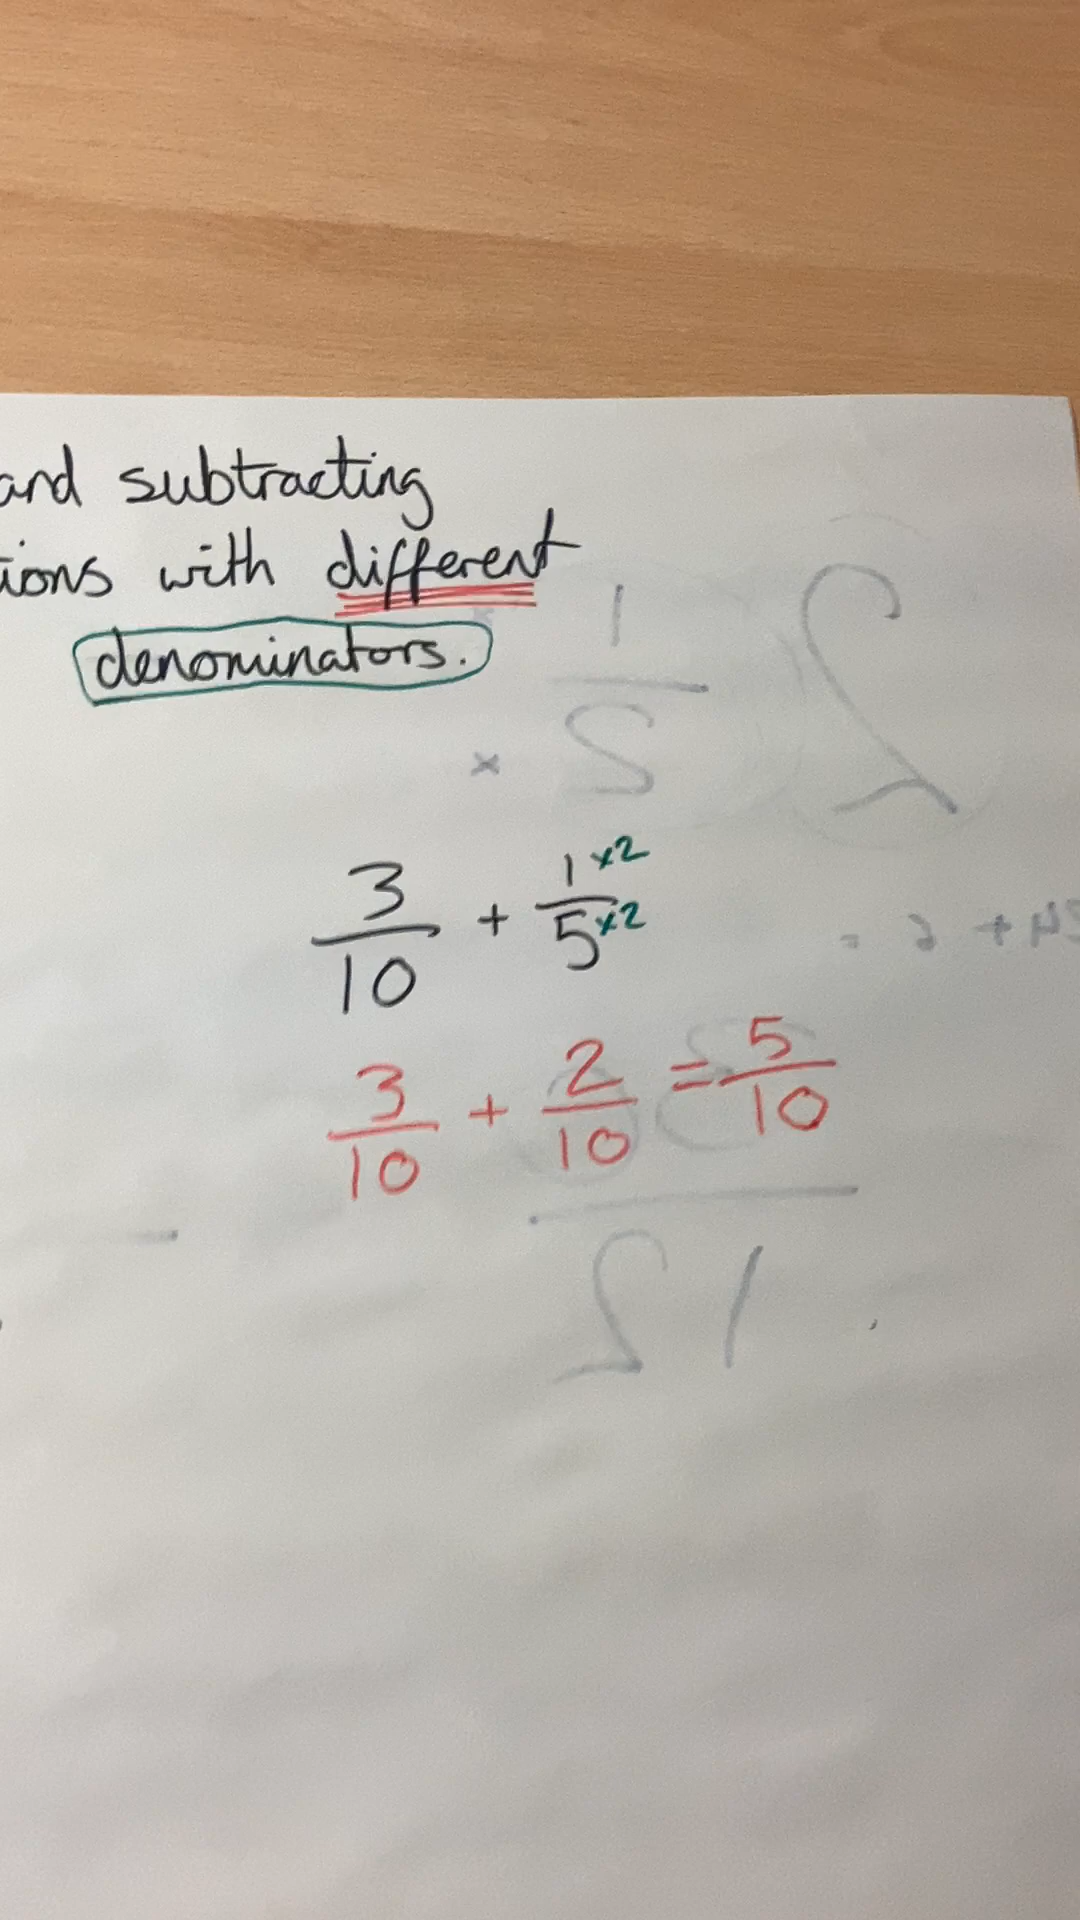 and subtracting
ions with different
denominators.
3/10 + 1×2/5×2
3/10 + 2/10 = 5/10